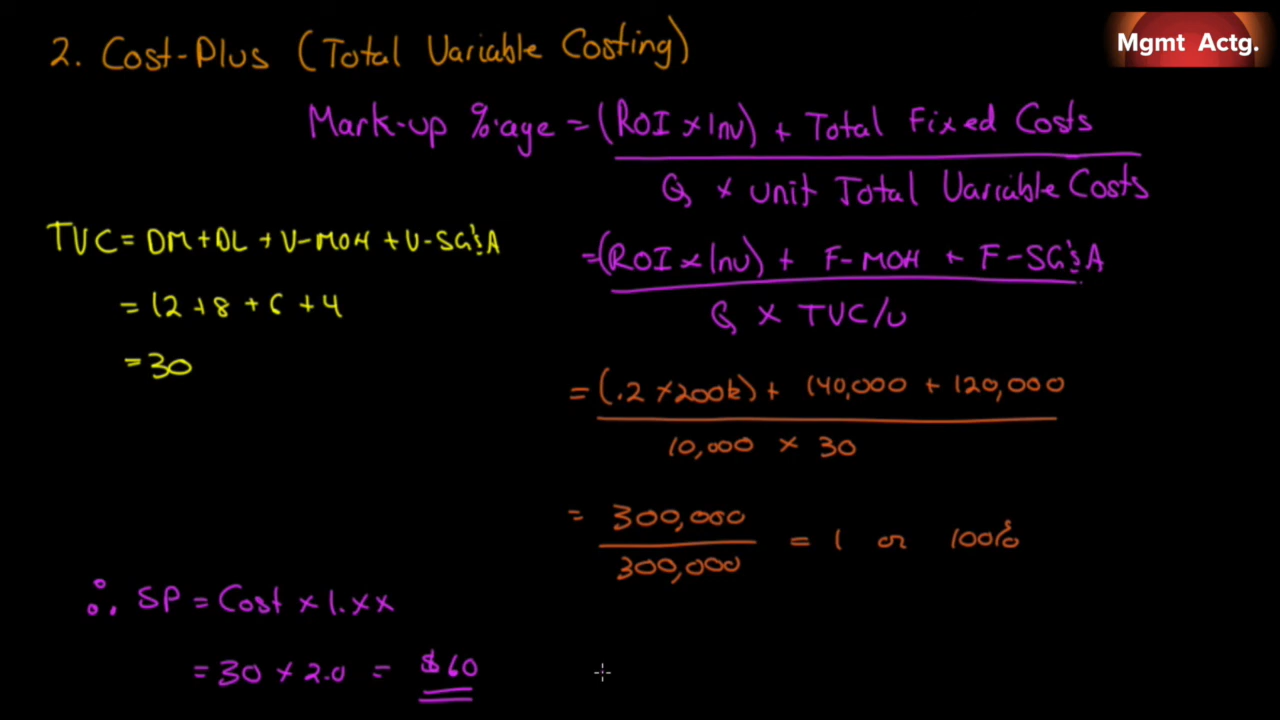 2. Cost-Plus (Total Variable Costing)
Mgmt Actg.
Mark-up %age = (ROI x Inv) + Total Fixed Costs
Q x unit Total Variable Costs
TVC = DM + DL + V-MOH + V-SG&A
= (ROI x Inv) + F-MOH + F-SG&A
Q x TVC/u
= 12 + 8 + 6 + 4
= 30
= (.2 x 200k) + 140,000 + 120,000
10,000 x 30
= 300,000
300,000
= 1 or 100%
∴ SP = Cost x 1.xx
= 30 x 2.0 = $60